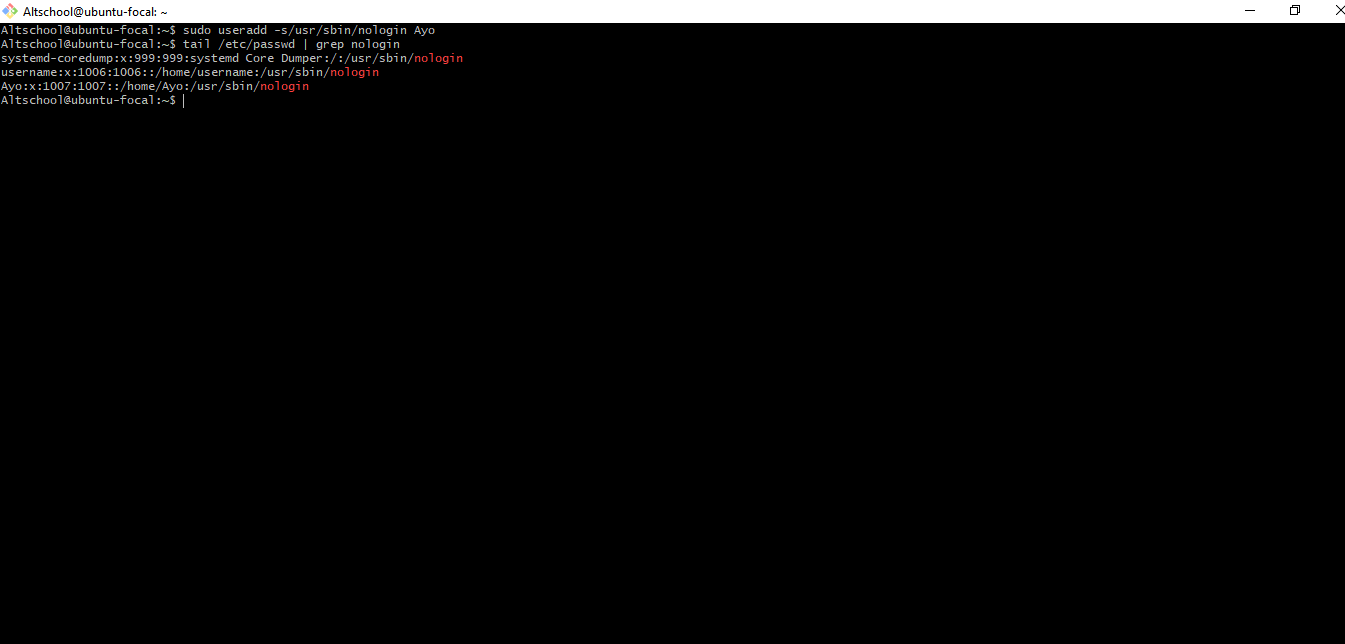 Altschool@ubuntu-focal: ~
Altschool@ubuntu-focal:~$ sudo useradd -s/usr/sbin/nologin Ayo
Altschool@ubuntu-focal:~$ tail /etc/passwd | grep nologin
systemd-coredump:x:999:999:systemd Core Dumper:/:/usr/sbin/nologin
username:x:1006:1006::/home/username:/usr/sbin/nologin
Ayo:x:1007:1007::/home/Ayo:/usr/sbin/nologin
Altschool@ubuntu-focal:~$